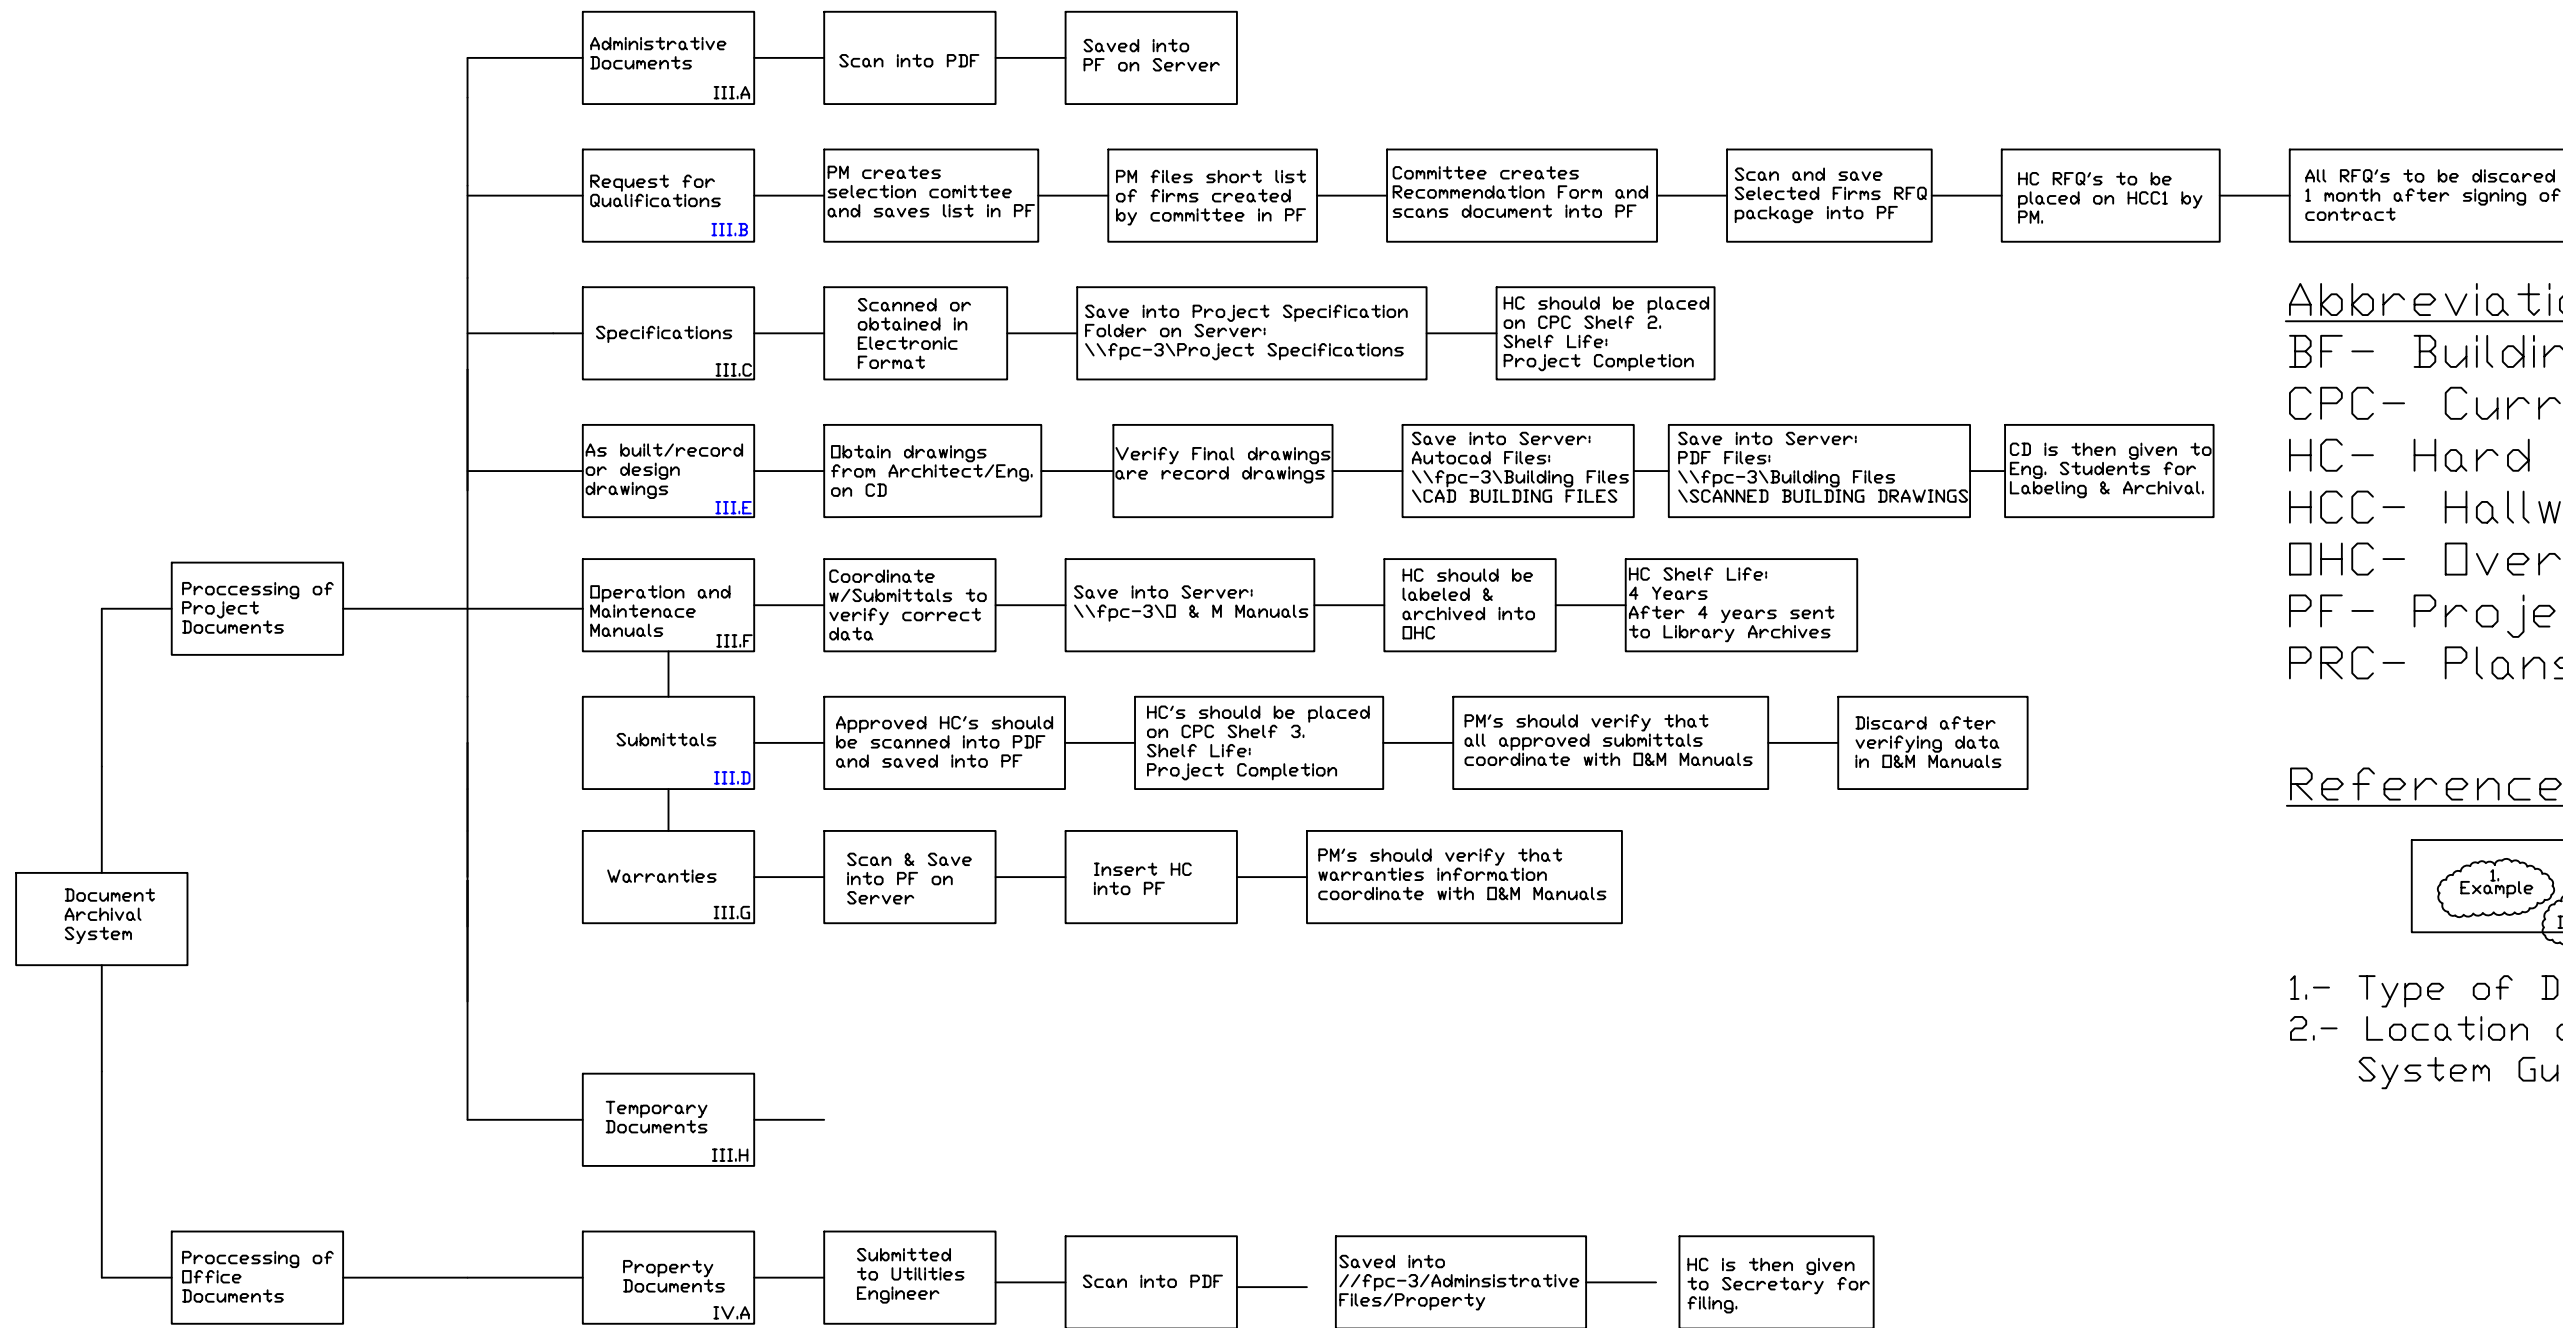 Administrative
Documents
III.A
Scan into PDF
Saved into
PF on Server
Request for
Qualifications
III.B
PM creates
selection comittee
and saves list in PF
PM files short list
of firms created
by committee in PF
Committee creates
Recommendation Form and
scans document into PF
Scan and save
Selected Firms RFQ
package into PF
HC RFQ's to be
placed on HCC1 by
PM.
All RFQ's to be discared
1 month after signing of
contract
Specifications
III.C
Scanned or
obtained in
Electronic
Format
Save into Project Specification
Folder on Server:
\\fpc-3\Project Specifications
HC should be placed
on CPC Shelf 2.
Shelf Life:
Project Completion
As built/record
or design
drawings
III.E
Obtain drawings
from Architect/Eng.
on CD
Verify Final drawings
are record drawings
Save into Server:
Autocad Files:
\\fpc-3\Building Files
\CAD BUILDING FILES
Save into Server:
PDF Files:
\\fpc-3\Building Files
\SCANNED BUILDING DRAWINGS
CD is then given to
Eng. Students for
Labeling & Archival.
Proccessing of
Project
Documents
Operation and
Maintenace
Manuals
III.F
Coordinate
w/Submittals to
verify correct
data
Save into Server:
\\fpc-3\O & M Manuals
HC should be
labeled &
archived into
OHC
HC Shelf Life:
4 Years
After 4 years sent
to Library Archives
Submittals
III.D
Approved HC's should
be scanned into PDF
and saved into PF
HC's should be placed
on CPC Shelf 3.
Shelf Life:
Project Completion
PM's should verify that
all approved submittals
coordinate with O&M Manuals
Discard after
verifying data
in O&M Manuals
Warranties
III.G
Scan & Save
into PF on
Server
Insert HC
into PF
PM's should verify that
warranties information
coordinate with O&M Manuals
Document
Archival
System
Temporary
Documents
III.H
Proccessing of
Office
Documents
Property
Documents
IV.A
Submitted
to Utilities
Engineer
Scan into PDF
Saved into
//fpc-3/Adminsistrative
Files/Property
HC is then given
to Secretary for
filing.
BF-
CPC-
HC- Hard
HCC-
OHC-
PF-
PRC-
Reference
1.
Example
1.- Type of
2.- Location
System